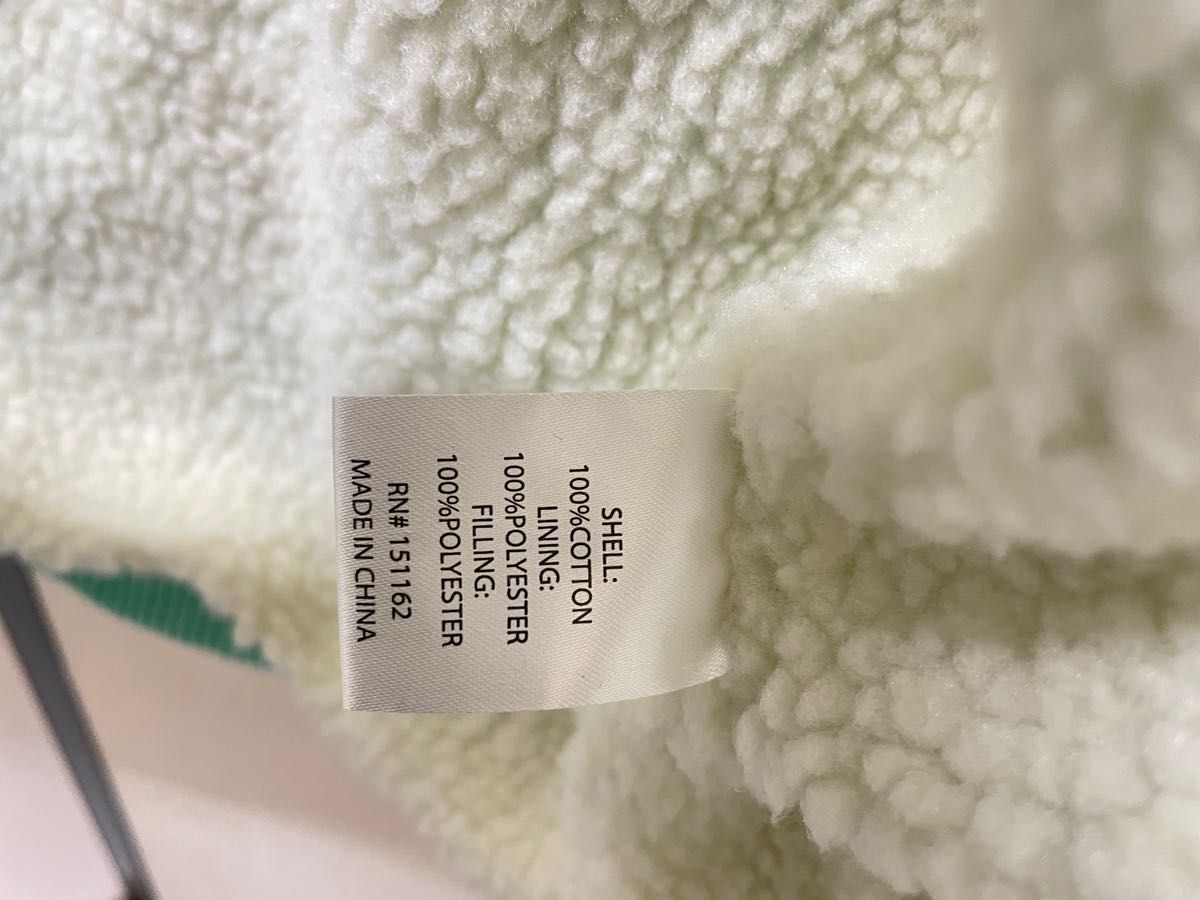 SHELL:
100%COTTON
LINING:
100%POLYESTER
FILLING:
100%POLYESTER
RN# 151162
MADE IN CHINA